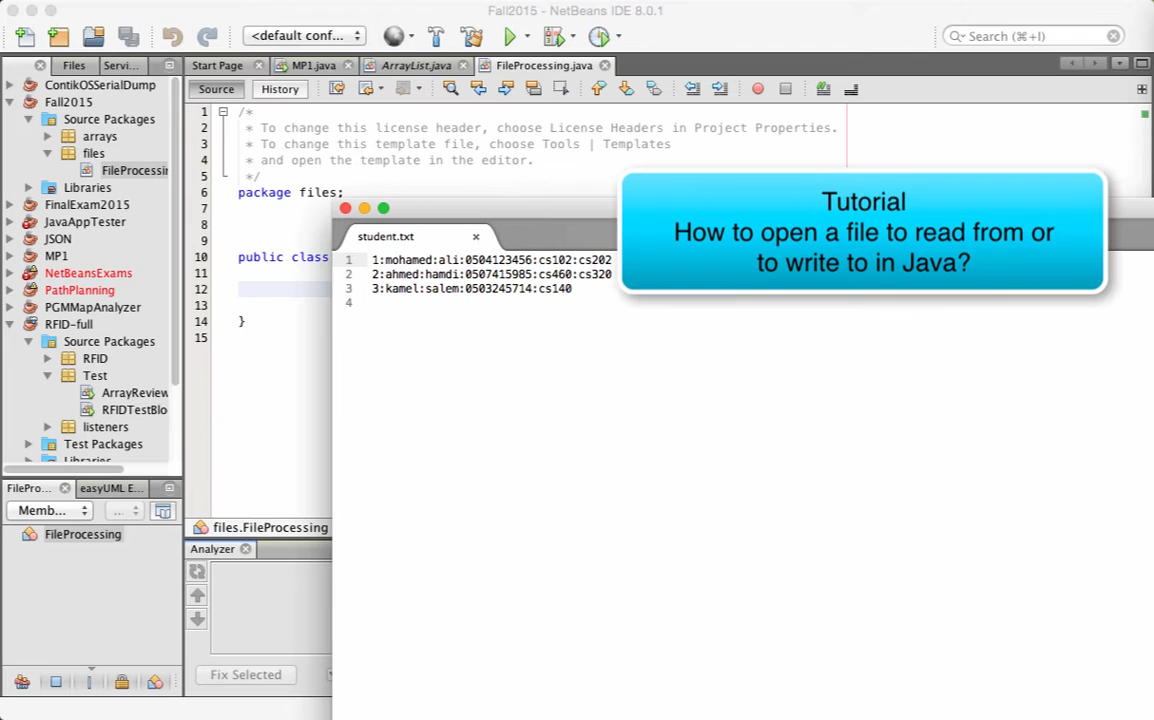 Fall2015 - NetBeans IDE 8.0.1
<default conf...
Search (⌘+I)
Files
Servi...
Start Page
MP1.java
ArrayList.java
FileProcessing.java
Source
History
ContikOSSerialDump
Fall2015
Source Packages
arrays
files
FileProcessin
Libraries
FinalExam2015
JavaAppTester
JSON
MP1
NetBeansExams
PathPlanning
PGMMapAnalyzer
RFID-full
Source Packages
RFID
Test
ArrayReview
RFIDTestBlo
listeners
Test Packages
Libraries
1 /*
2 * To change this license header, choose License Headers in Project Properties.
3 * To change this template file, choose Tools | Templates
4 * and open the template in the editor.
5 */
6 package files;
7
8
9
10 public class
11
12
13
14 }
15
Tutorial
How to open a file to read from or
to write to in Java?
student.txt
1 1:mohamed:ali:0504123456:cs102:cs202
2 2:ahmed:hamdi:0507415985:cs460:cs320
3 3:kamel:salem:0503245714:cs140
4
FilePro...
easyUML E...
Memb...
...
FileProcessing
files.FileProcessing
Analyzer
Fix Selected